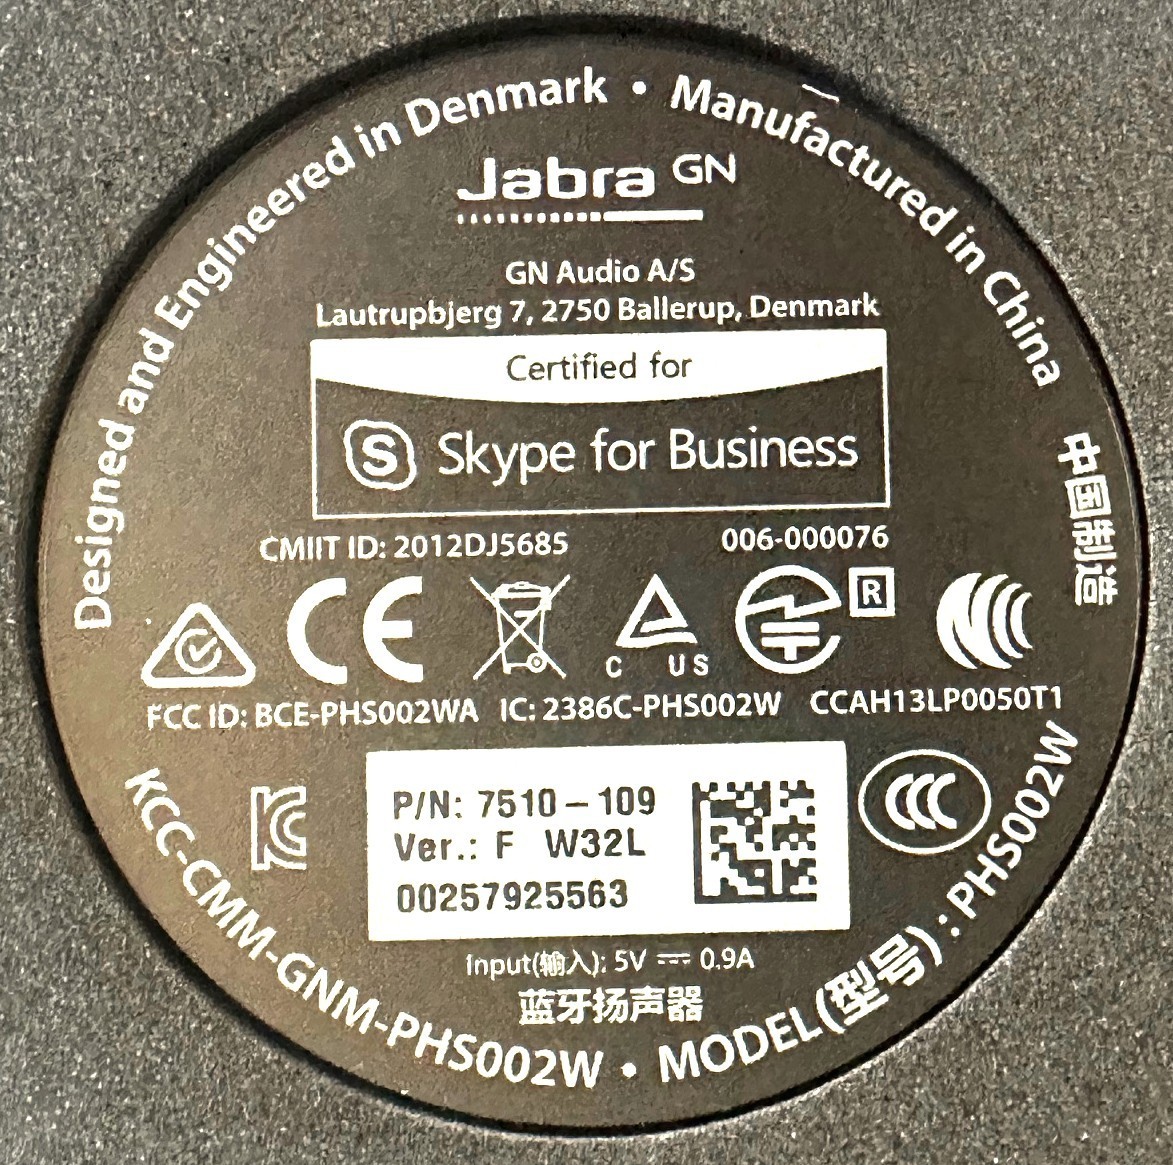 Designed and Engineered in Denmark • Manufactured in China
中国制造
Jabra GN
GN Audio A/S
Lautrupbjerg 7, 2750 Ballerup, Denmark
Certified for
S Skype for Business
CMIIT ID: 2012DJ5685 006-000076
CE C US R
FCC ID: BCE-PHS002WA IC: 2386C-PHS002W CCAH13LP0050T1
P/N: 7510-109
Ver.: F W32L
00257925563
CCC
Input(输入): 5V ⎓ 0.9A
蓝牙扬声器
KCC-CMM-GNM-PHS002W • MODEL(型号): PHS002W